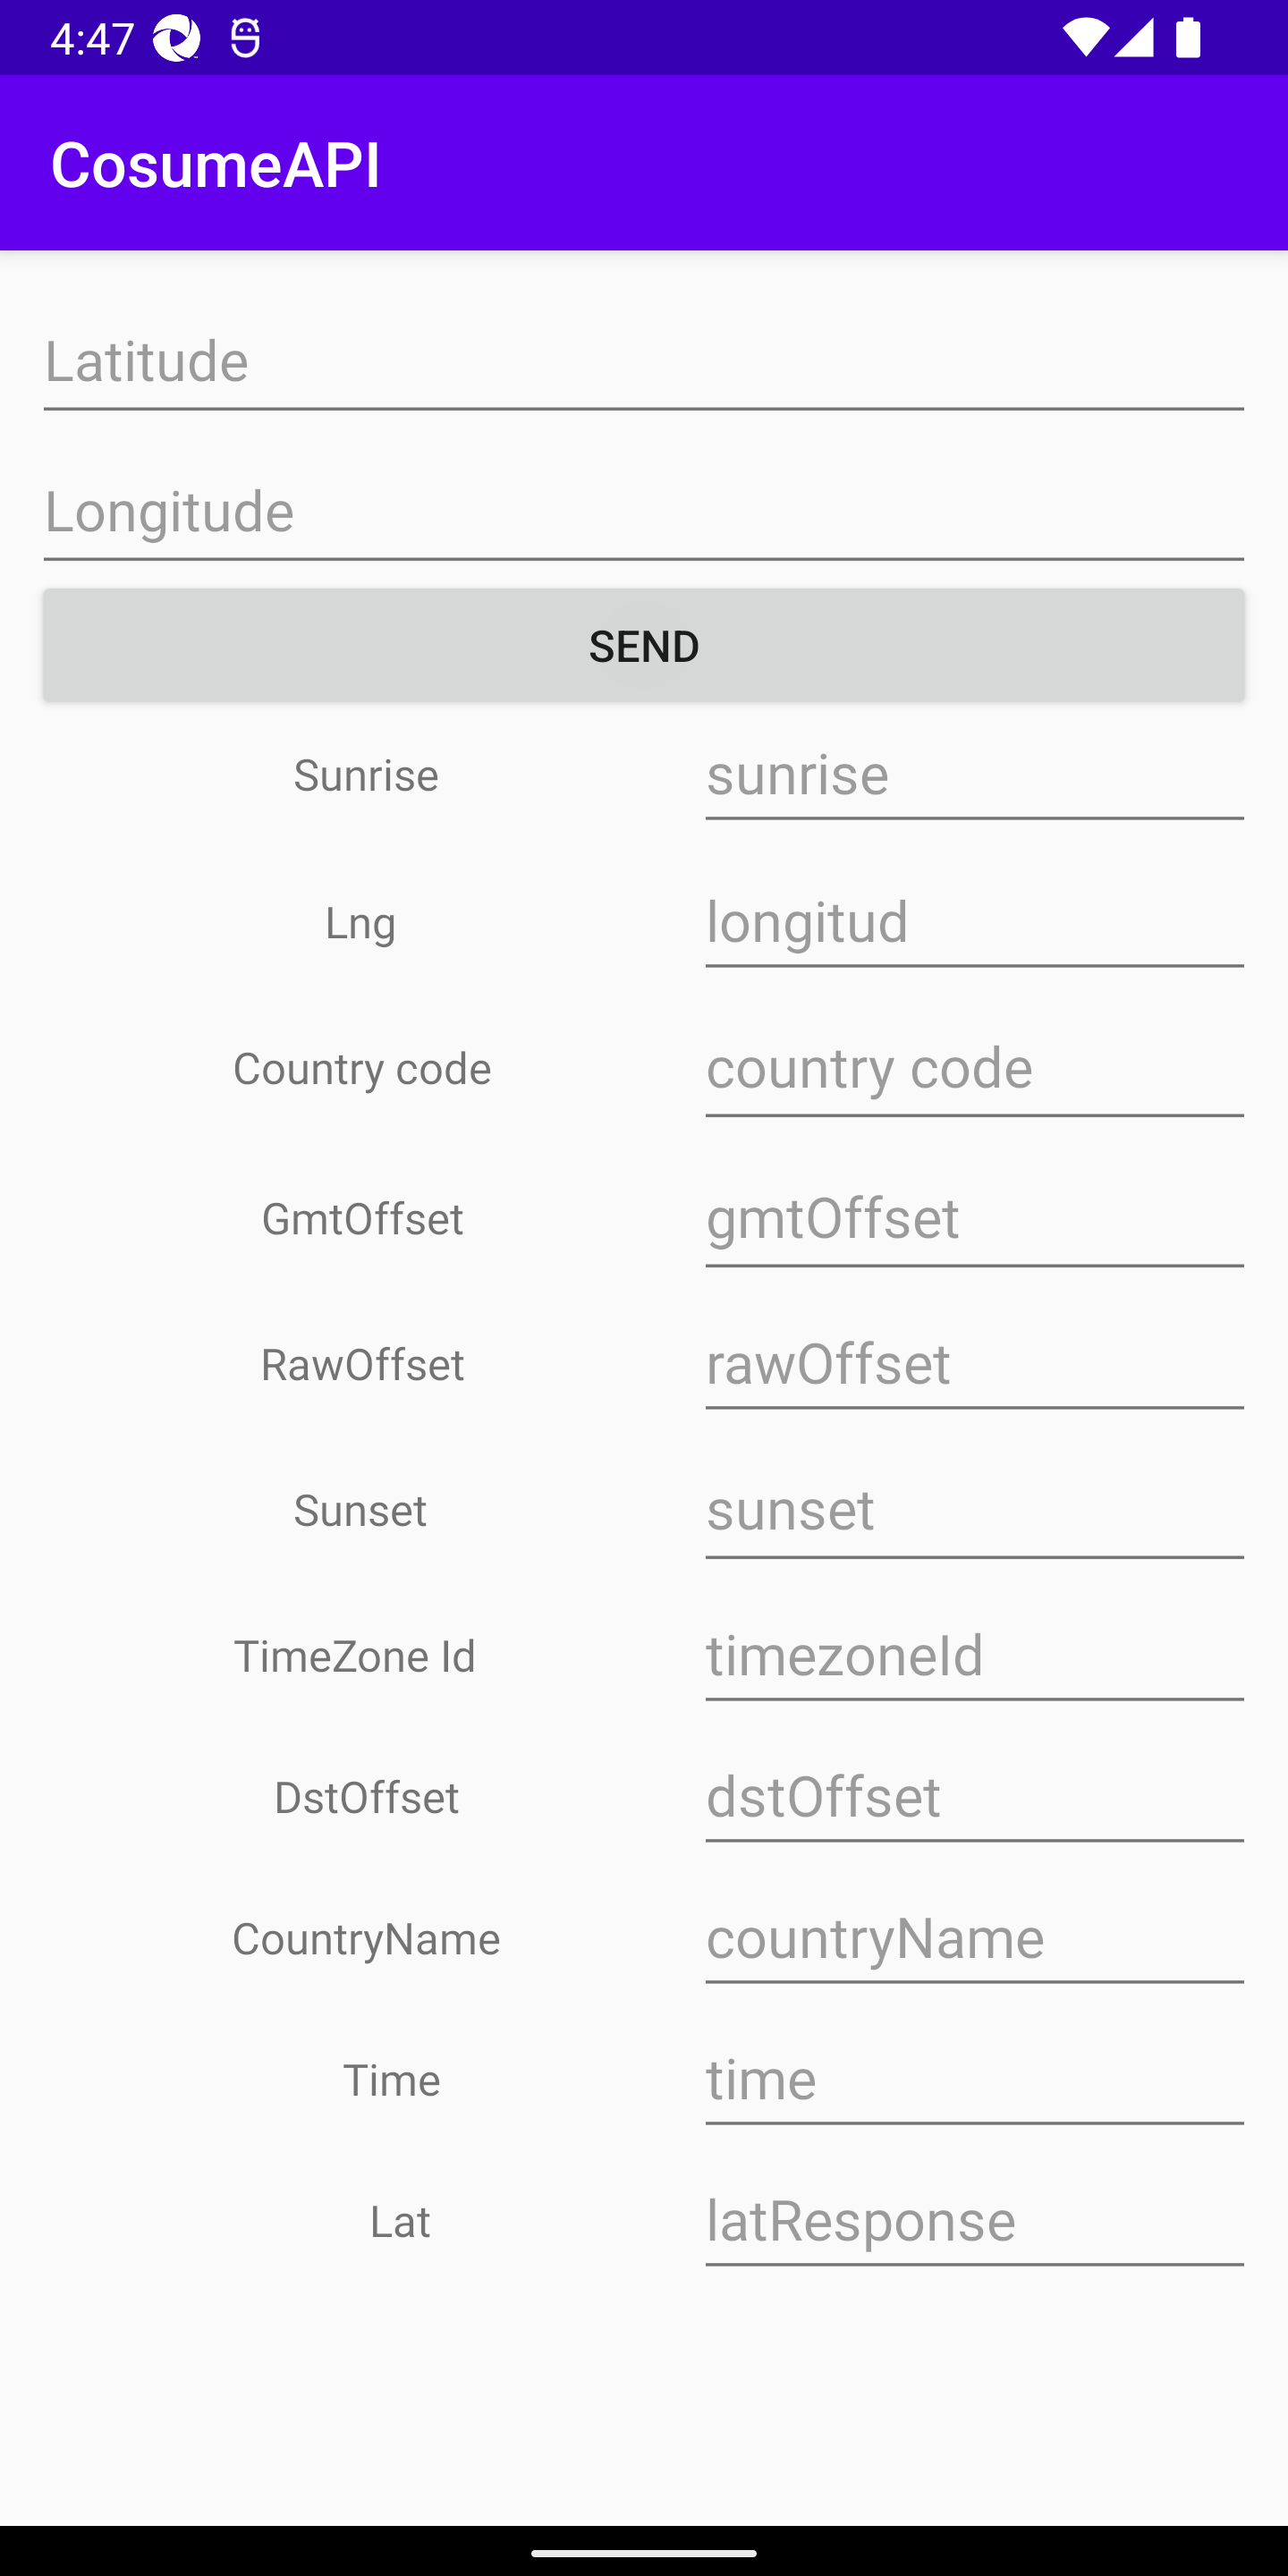 4:47
CosumeAPI
Latitude
Longitude
SEND
Sunrise sunrise
Lng longitud
Country code country code
GmtOffset gmtOffset
RawOffset rawOffset
Sunset sunset
TimeZone Id timezoneId
DstOffset dstOffset
CountryName countryName
Time time
Lat latResponse